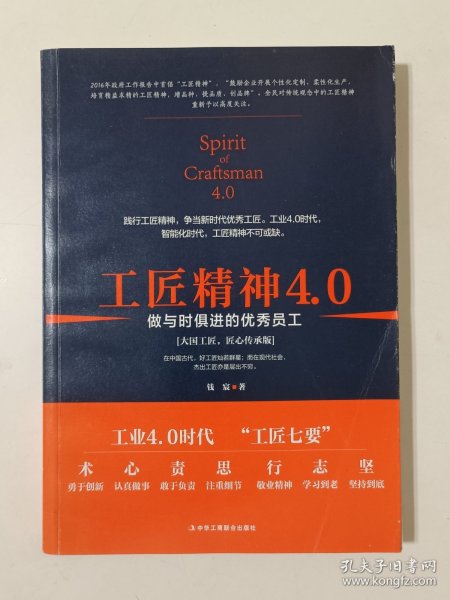 2016年政府工作报告中首倡“工匠精神”，“鼓励企业开展个性化定制、柔性化生产，
培育精益求精的工匠精神，增品种、提品质、创品牌”。全民对传统观念中的工匠精神
重新予以高度关注。
Spirit
of
Craftsman
4.0
践行工匠精神，争当新时代优秀工匠。工业4.0时代，
智能化时代，工匠精神不可或缺。
工匠精神4.0
做与时俱进的优秀员工
[大国工匠，匠心传承版]
在中国古代，好工匠灿若群星；而在现代社会，
杰出工匠亦是层出不穷。
钱宸 著
工业4.0时代 “工匠七要”
术 心 责 思 行 志 坚
勇于创新 认真做事 敢于负责 注重细节 敬业精神 学习到老 坚持到底
中华工商联合出版社
孔夫子旧书网
www.kongfz.com